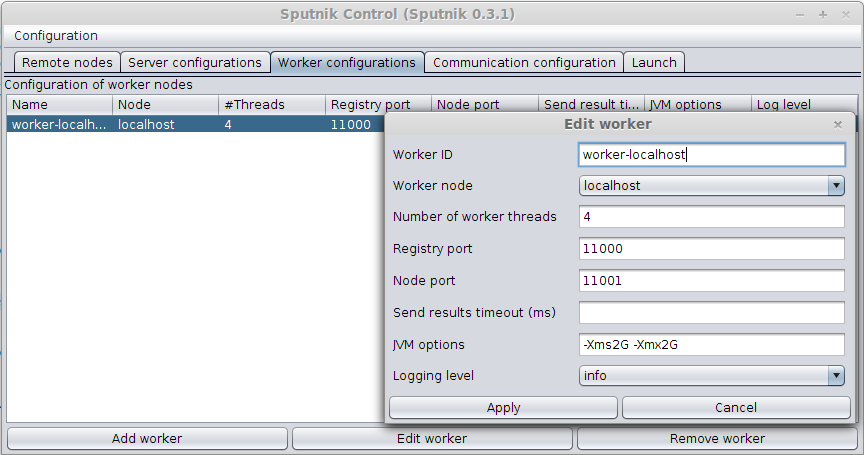 Sputnik Control (Sputnik 0.3.1)
Configuration
Remote nodes Server configurations Worker configurations Communication configuration Launch
Configuration of worker nodes
Name Node #Threads Registry port Node port Send result ti... JVM options Log level
worker-localh... localhost 4 11000
Edit worker
Worker ID worker-localhost
Worker node localhost
Number of worker threads 4
Registry port 11000
Node port 11001
Send results timeout (ms)
JVM options -Xms2G -Xmx2G
Logging level info
Apply Cancel
Add worker Edit worker Remove worker